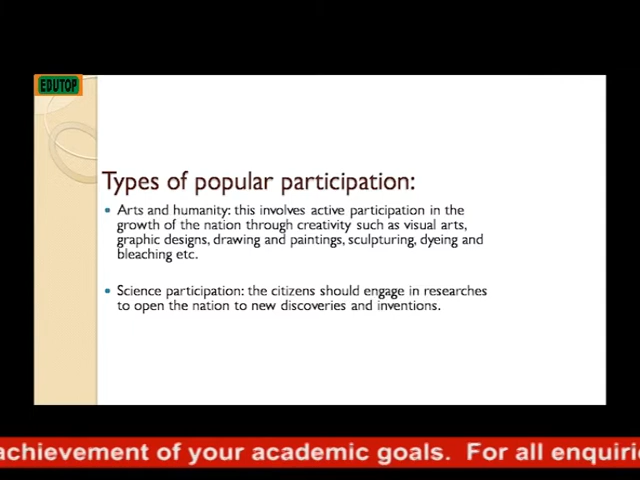 EDUTOP
Types of popular participation:
• Arts and humanity: this involves active participation in the
growth of the nation through creativity such as visual arts,
graphic designs, drawing and paintings, sculpturing, dyeing and
bleaching etc.
• Science participation: the citizens should engage in researches
to open the nation to new discoveries and inventions.
achievement of your academic goals.  For all enquirie